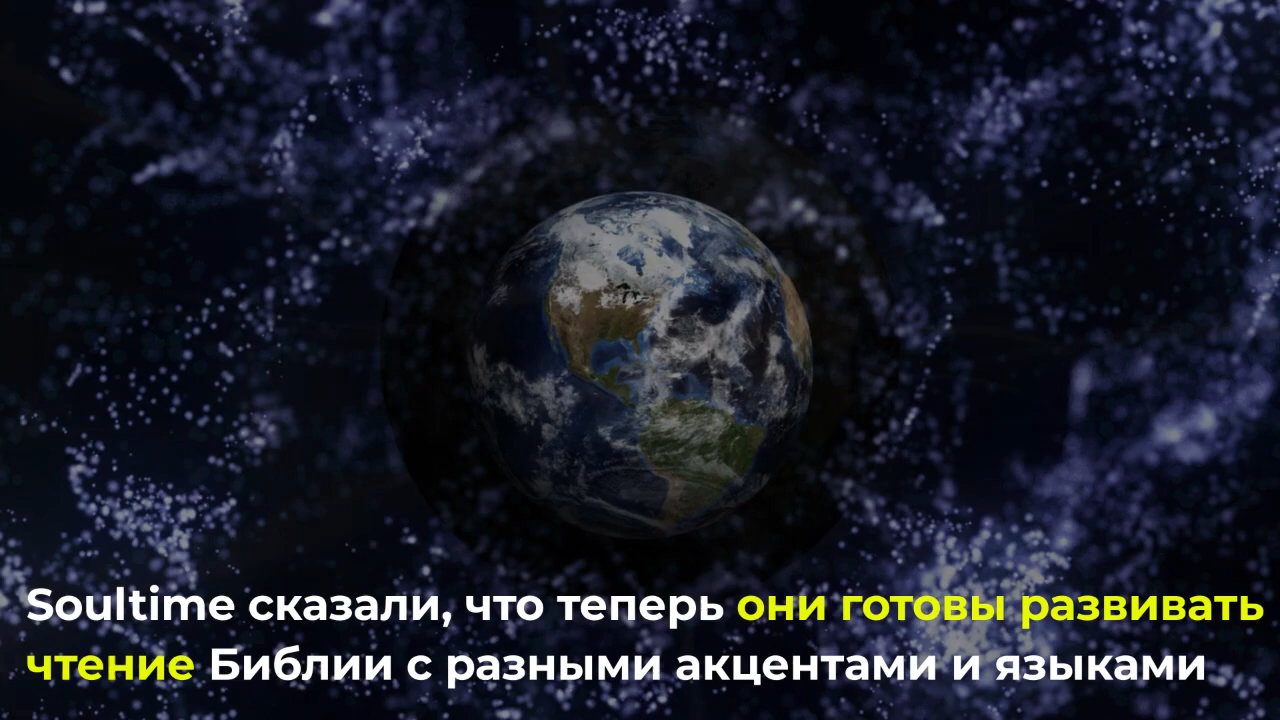 Soultime сказали, что теперь они готовы развивать
чтение Библии с разными акцентами и языками